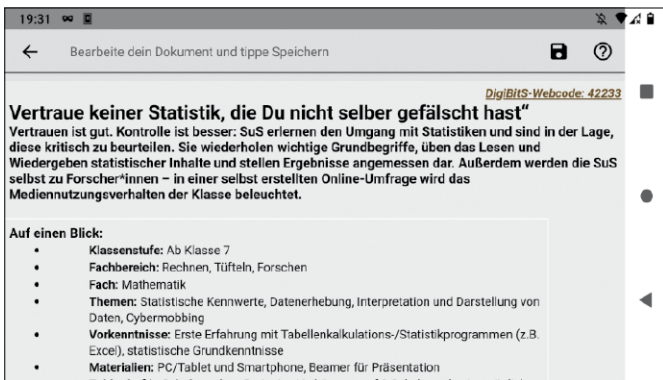 19:31
Bearbeite dein Dokument und tippe Speichern
DigiBitS-Webcode: 42233
Vertraue keiner Statistik, die Du nicht selber gefälscht hast“
Vertrauen ist gut. Kontrolle ist besser: SuS erlernen den Umgang mit Statistiken und sind in der Lage,
diese kritisch zu beurteilen. Sie wiederholen wichtige Grundbegriffe, üben das Lesen und
Wiedergeben statistischer Inhalte und stellen Ergebnisse angemessen dar. Außerdem werden die SuS
selbst zu Forscher*innen – in einer selbst erstellten Online-Umfrage wird das
Mediennutzungsverhalten der Klasse beleuchtet.
Auf einen Blick:
• Klassenstufe: Ab Klasse 7
• Fachbereich: Rechnen, Tüfteln, Forschen
• Fach: Mathematik
• Themen: Statistische Kennwerte, Datenerhebung, Interpretation und Darstellung von
Daten, Cybermobbing
• Vorkenntnisse: Erste Erfahrung mit Tabellenkalkulations-/Statistikprogrammen (z.B.
Excel), statistische Grundkenntnisse
• Materialien: PC/Tablet und Smartphone, Beamer für Präsentation